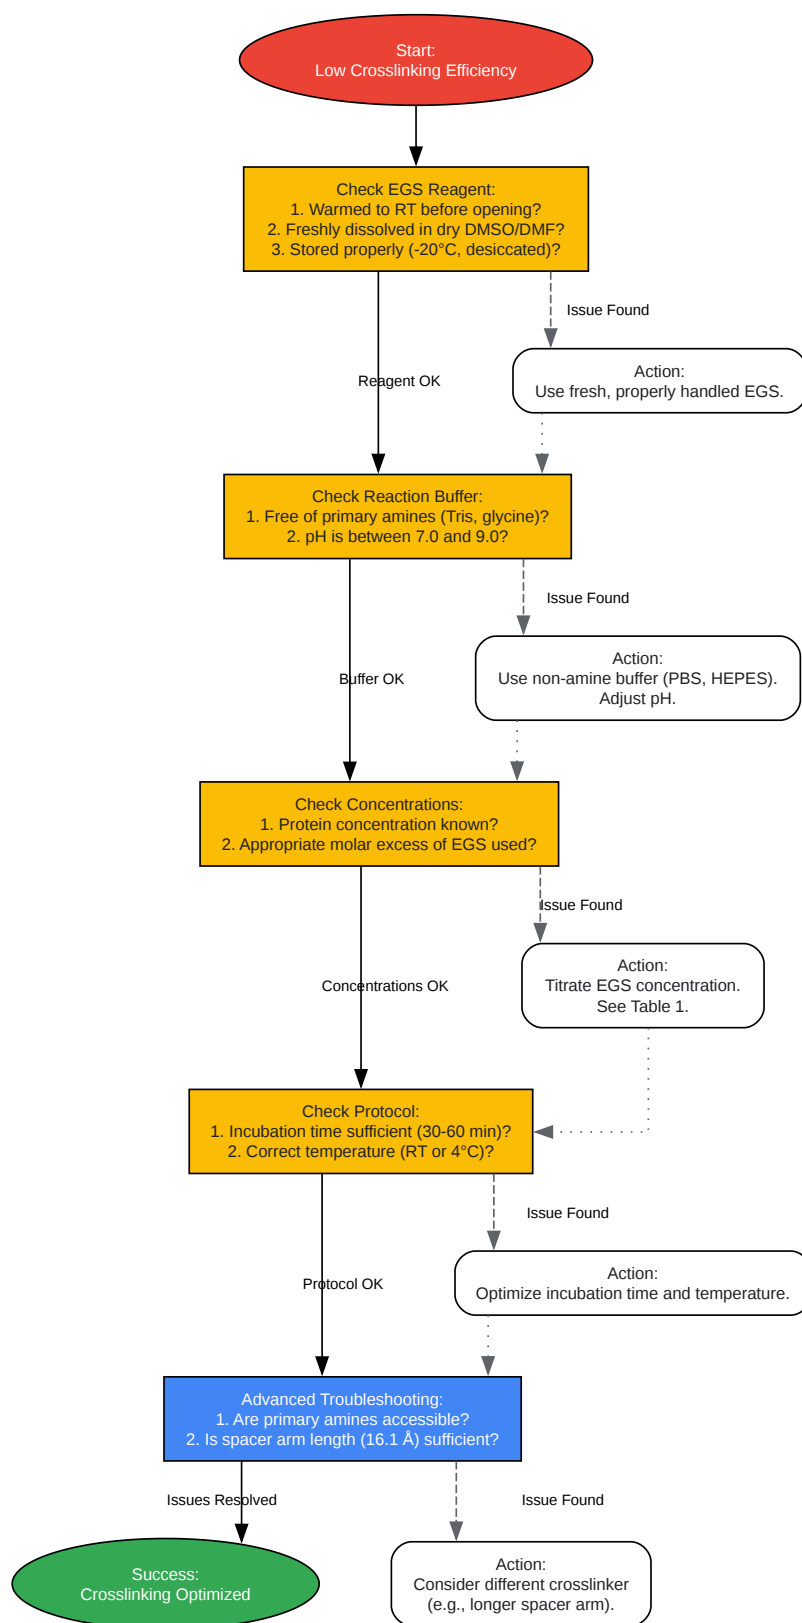 Start:
Low Crosslinking Efficiency
Check EGS Reagent:
1. Warmed to RT before opening?
2. Freshly dissolved in dry DMSO/DMF?
3. Stored properly (-20°C, desiccated)?
Issue Found
Action:
Use fresh, properly handled EGS.
Reagent OK
Check Reaction Buffer:
1. Free of primary amines (Tris, glycine)?
2. pH is between 7.0 and 9.0?
Issue Found
Action:
Use non-amine buffer (PBS, HEPES).
Adjust pH.
Buffer OK
Check Concentrations:
1. Protein concentration known?
2. Appropriate molar excess of EGS used?
Issue Found
Action:
Titrate EGS concentration.
See Table 1.
Concentrations OK
Check Protocol:
1. Incubation time sufficient (30-60 min)?
2. Correct temperature (RT or 4°C)?
Issue Found
Action:
Optimize incubation time and temperature.
Protocol OK
Advanced Troubleshooting:
1. Are primary amines accessible?
2. Is spacer arm length (16.1 Å) sufficient?
Issues Resolved
Issue Found
Success:
Crosslinking Optimized
Action:
Consider different crosslinker
(e.g., longer spacer arm).